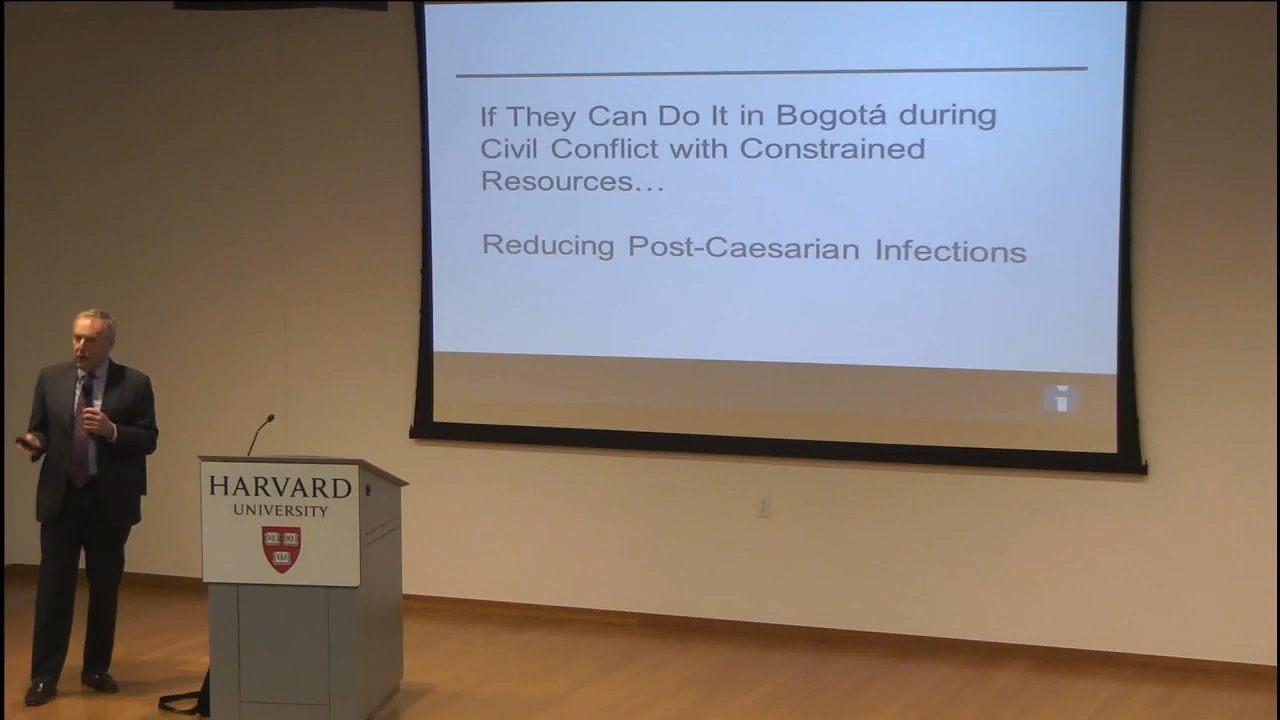 If They Can Do It in Bogotá during
Civil Conflict with Constrained
Resources…
Reducing Post-Caesarian Infections
HARVARD
UNIVERSITY